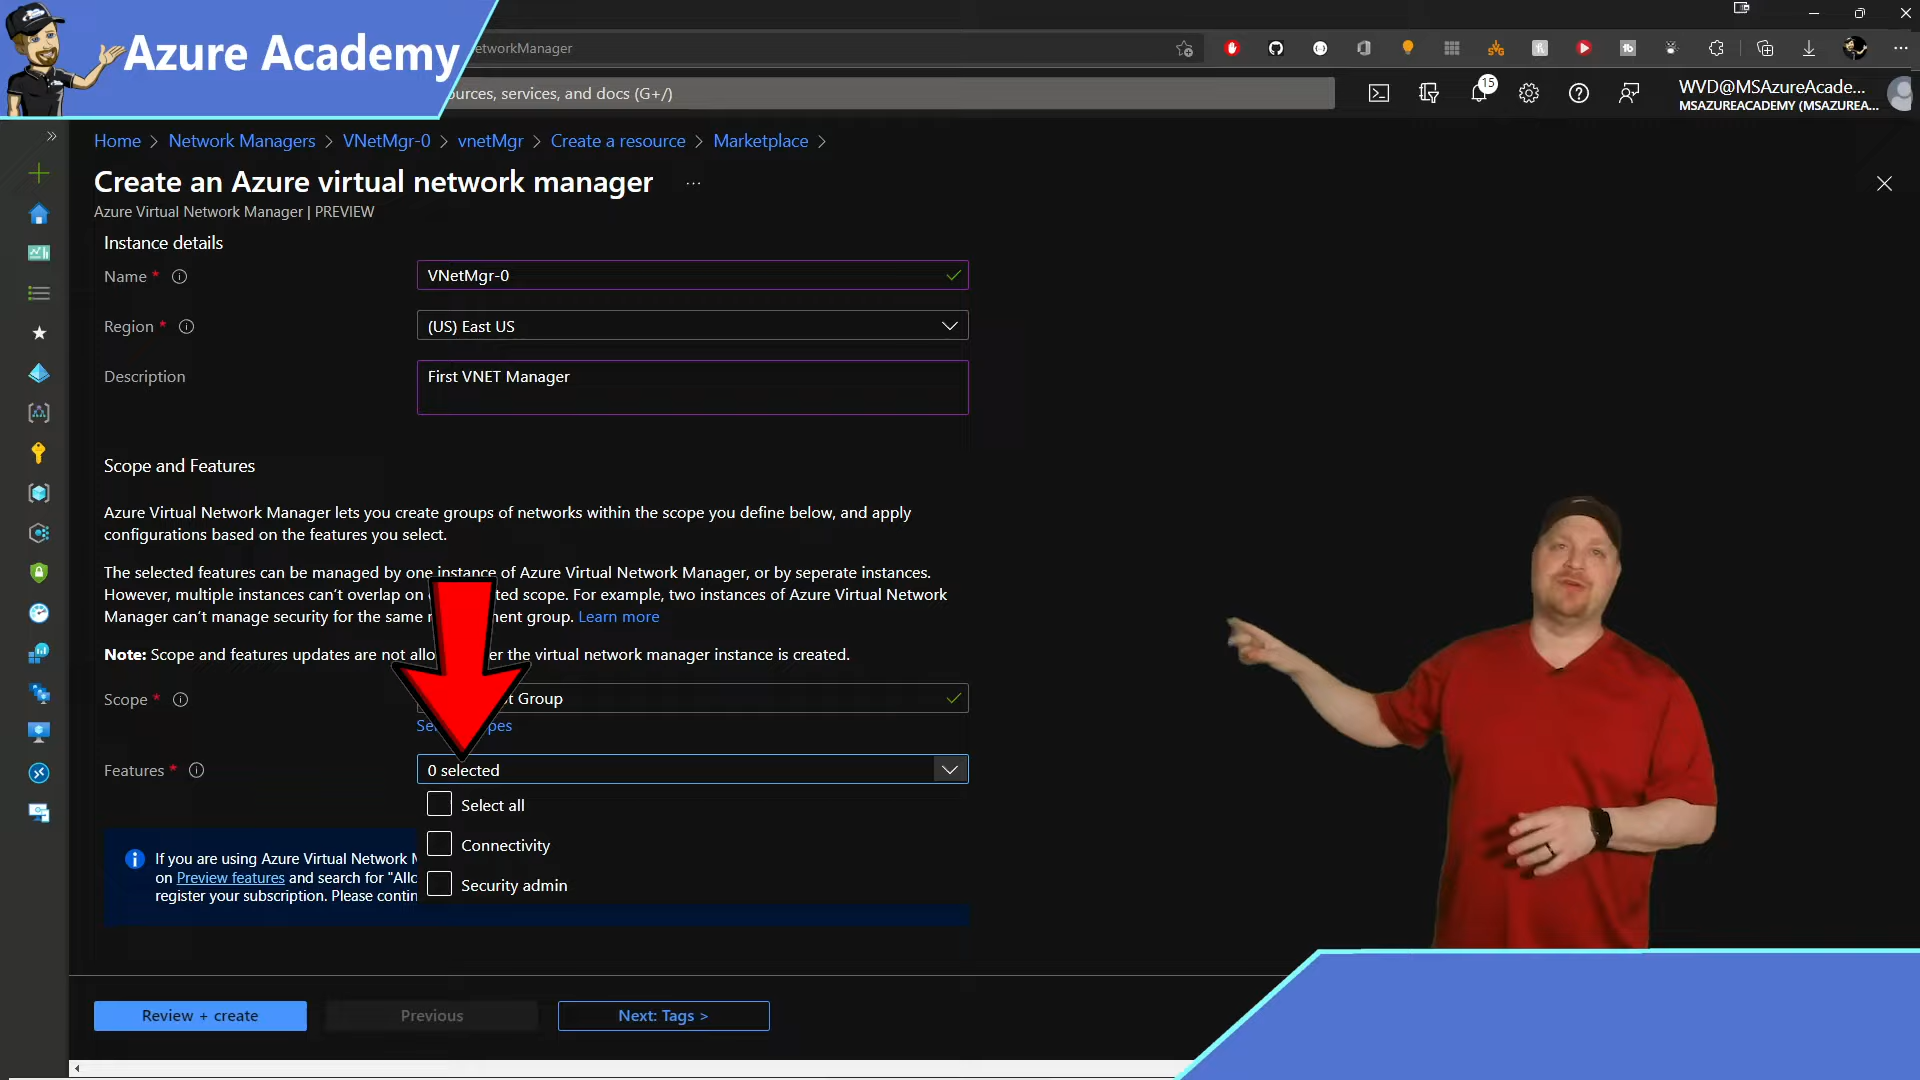 Azure Academy
etworkManager
ources, services, and docs (G+/)
15
WVD@MSAzureAcade...
MSAZUREACADEMY (MSAZUREA...
Home > Network Managers > VNetMgr-0 > vnetMgr > Create a resource > Marketplace >
Create an Azure virtual network manager ...
Azure Virtual Network Manager | PREVIEW
Instance details
Name *
VNetMgr-0
Region *
(US) East US
Description
First VNET Manager
Scope and Features
Azure Virtual Network Manager lets you create groups of networks within the scope you define below, and apply
configurations based on the features you select.
The selected features can be managed by one instance of Azure Virtual Network Manager, or by seperate instances.
However, multiple instances can't overlap on ted scope. For example, two instances of Azure Virtual Network
Manager can't manage security for the same ent group. Learn more
Note: Scope and features updates are not allo er the virtual network manager instance is created.
Scope *
t Group
Se pes
Features *
0 selected
Select all
Connectivity
Security admin
If you are using Azure Virtual Network M
on Preview features and search for "Allo
register your subscription. Please contin
Review + create
Previous
Next: Tags >